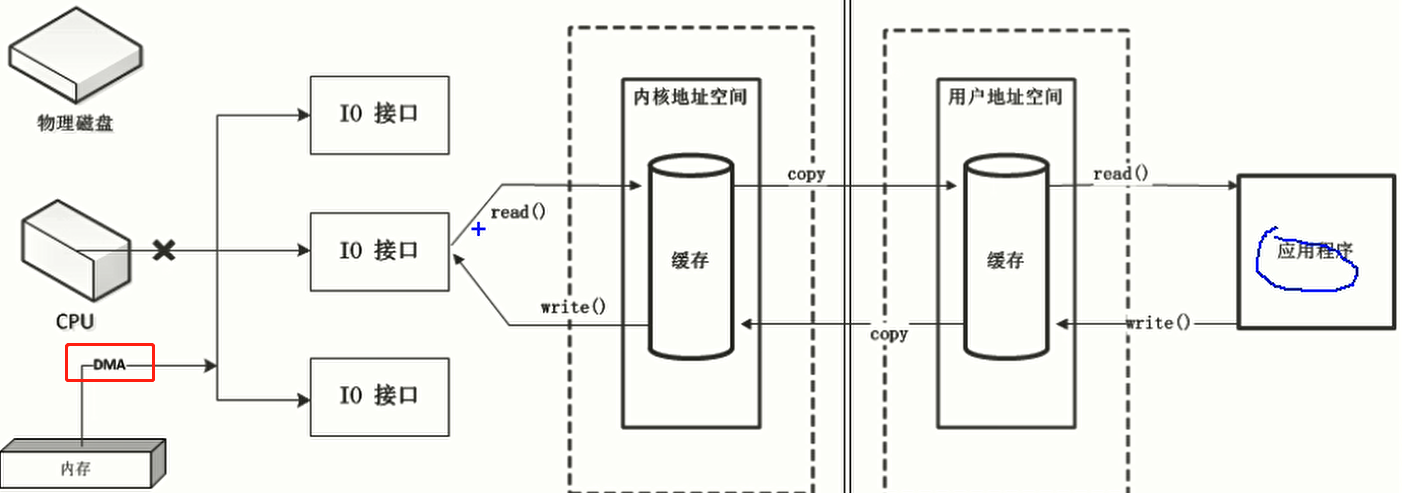 物理磁盘
CPU
DMA
内存
IO 接口
IO 接口
IO 接口
read()
write()
内核地址空间
缓存
copy
copy
用户地址空间
缓存
read()
write()
应用程序